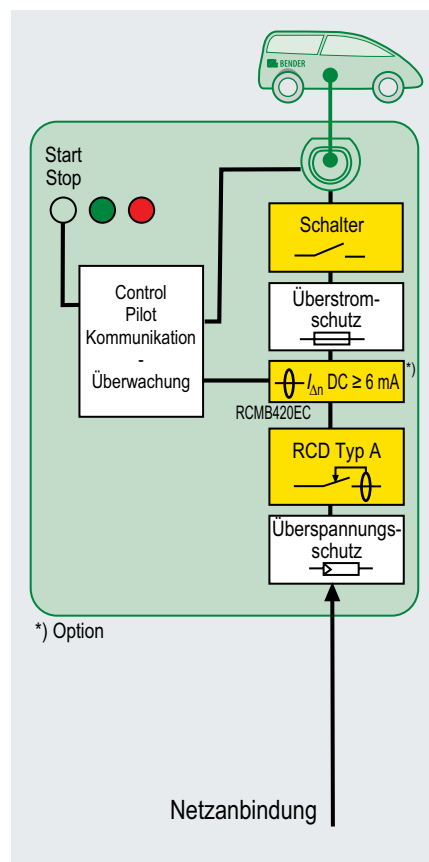 BENDER
Start
Stop
Schalter
Control
Pilot
Kommunikation
-
Überwachung
Überstrom-
schutz
I∆n DC ≥ 6 mA *)
RCMB420EC
RCD Typ A
Überspannungs-
schutz
*) Option
Netzanbindung